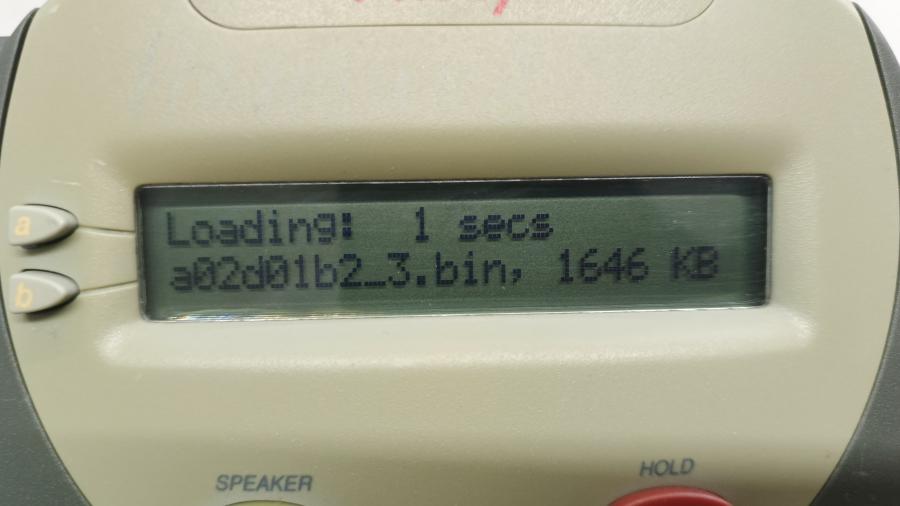 Loading: 1 secs
a02d01b2_3.bin, 1646 KB
a
b
SPEAKER
HOLD